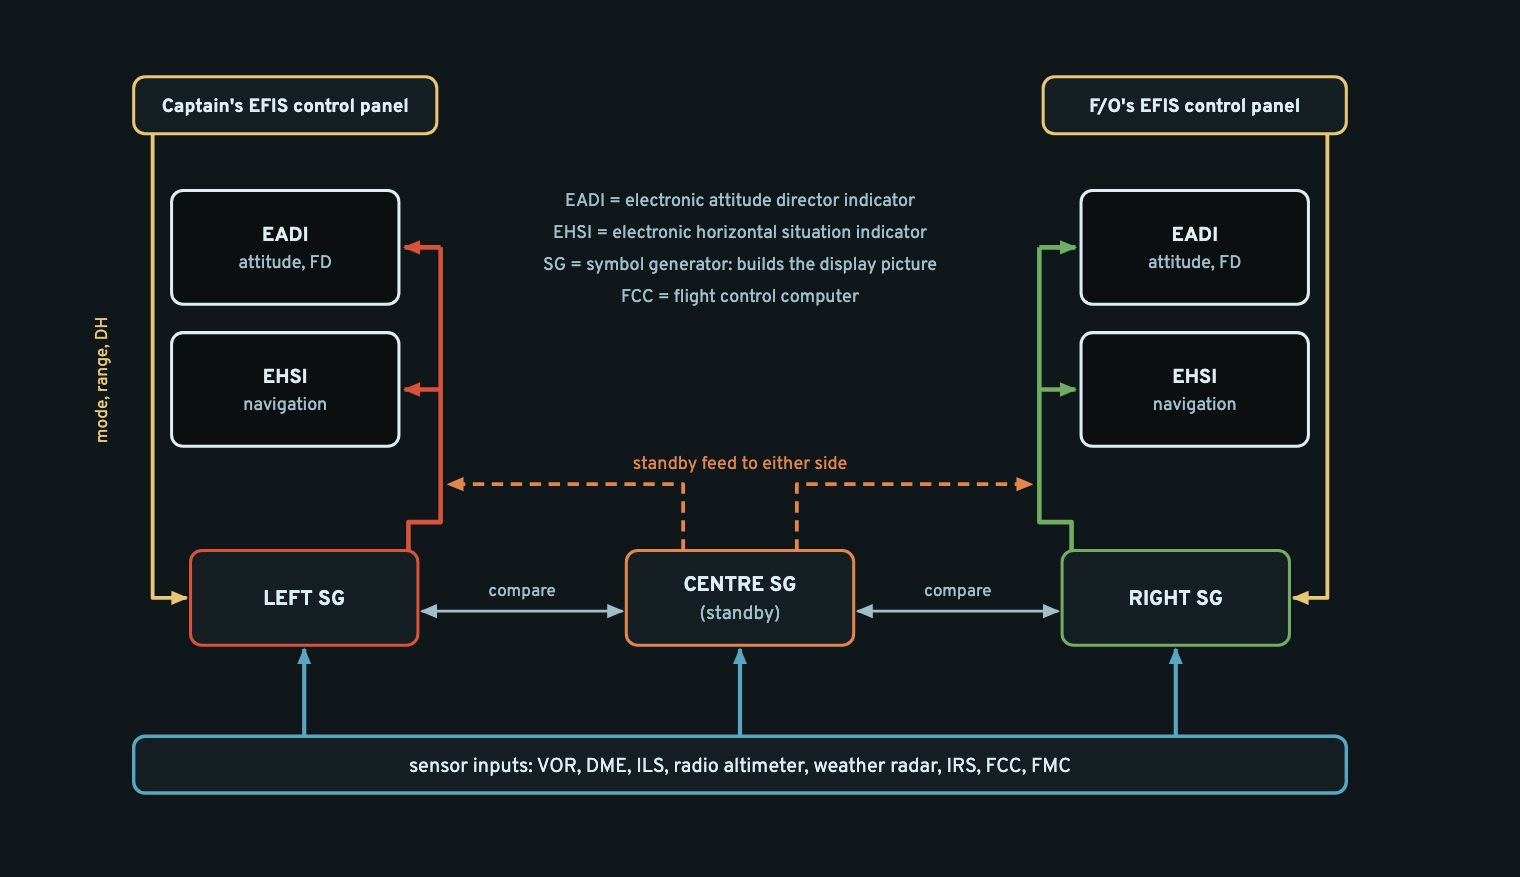 Captain's EFIS control panel
F/O's EFIS control panel
EADI
attitude, FD
EADI = electronic attitude director indicator
EHSI = electronic horizontal situation indicator
SG = symbol generator: builds the display picture
FCC = flight control computer
EADI
attitude, FD
mode, range, DH
EHSI
navigation
EHSI
navigation
standby feed to either side
LEFT SG
compare
CENTRE SG
(standby)
compare
RIGHT SG
sensor inputs: VOR, DME, ILS, radio altimeter, weather radar, IRS, FCC, FMC